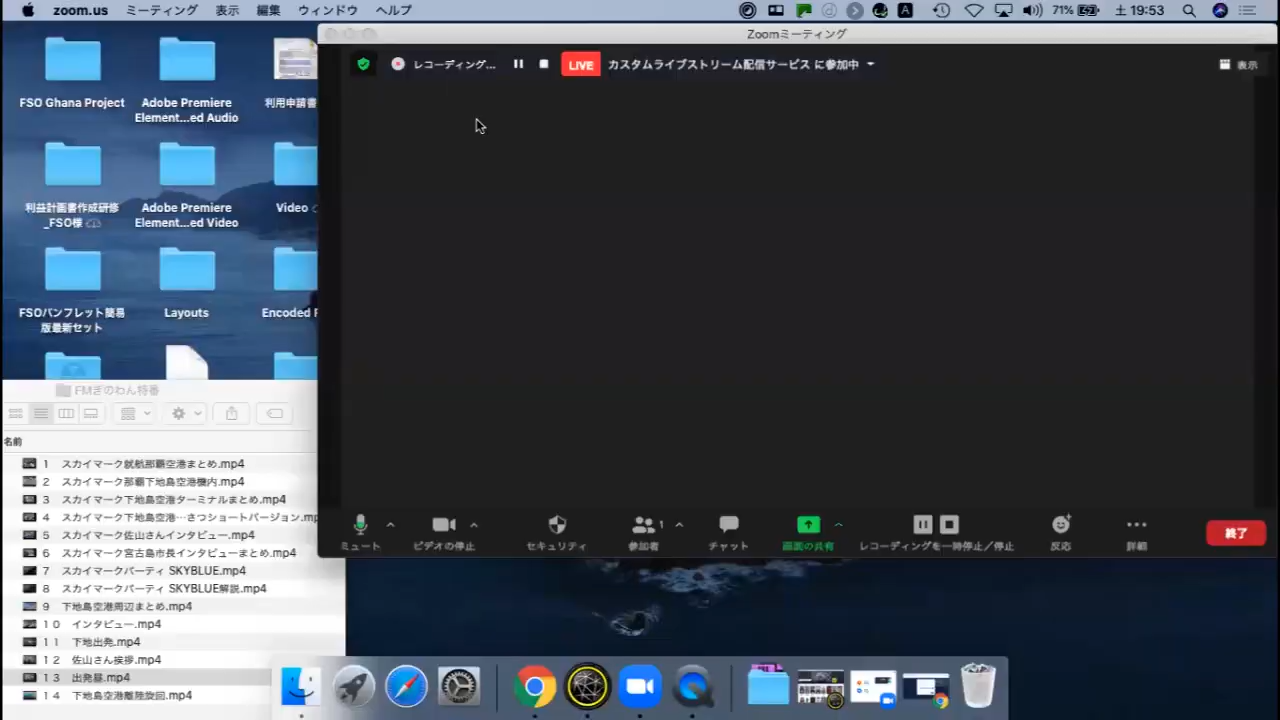 zoom.us ミーティング 表示 編集 ウィンドウ ヘルプ
71% 土 19:53
Zoomミーティング
レコーディング...
LIVE カスタムライブストリーム配信サービス に参加中
表示
FSO Ghana Project
Adobe Premiere
Element...ed Audio
利用申請書
利益計画書作成研修
_FSO様
Adobe Premiere
Element...ed Video
Video
FSOパンフレット簡易
版最新セット
Layouts
Encoded F
FMぎのわん特番
名前
1 スカイマーク就航那覇空港まとめ.mp4
2 スカイマーク那覇下地島空港機内.mp4
3 スカイマーク下地島空港ターミナルまとめ.mp4
4 スカイマーク下地島空港…さつショートバージョン.mp
5 スカイマーク佐山さんインタビュー.mp4
6 スカイマーク宮古島市長インタビューまとめ.mp4
7 スカイマークパーティ SKYBLUE.mp4
8 スカイマークパーティ SKYBLUE解説.mp4
9 下地島空港周辺まとめ.mp4
10 インタビュー.mp4
11 下地出発.mp4
12 佐山さん挨拶.mp4
13 出発昼.mp4
14 下地島空港離陸旋回.mp4
ミュート ビデオの停止 セキュリティ 参加者 1 チャット 画面の共有 レコーディングを一時停止/停止 反応 詳細 終了